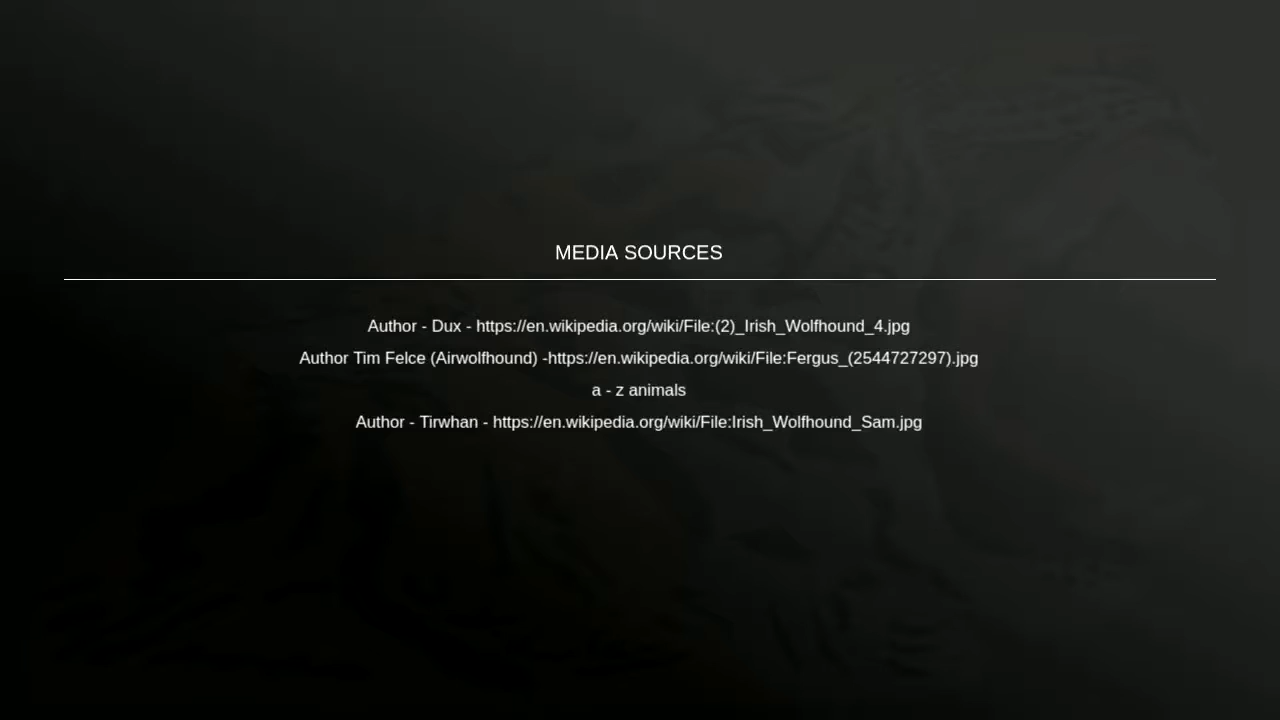 MEDIA SOURCES
Author - Dux - https://en.wikipedia.org/wiki/File:(2)_Irish_Wolfhound_4.jpg
Author Tim Felce (Airwolfhound) -https://en.wikipedia.org/wiki/File:Fergus_(2544727297).jpg
a - z animals
Author - Tirwhan - https://en.wikipedia.org/wiki/File:Irish_Wolfhound_Sam.jpg